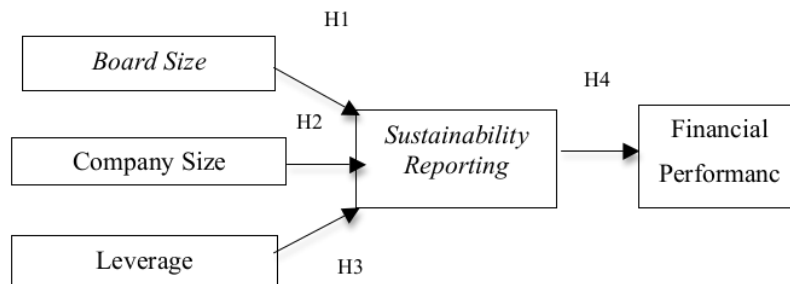 H1
Board Size
H4
H2
Sustainability
Reporting
Financial
Performanc
Company Size
Leverage
H3